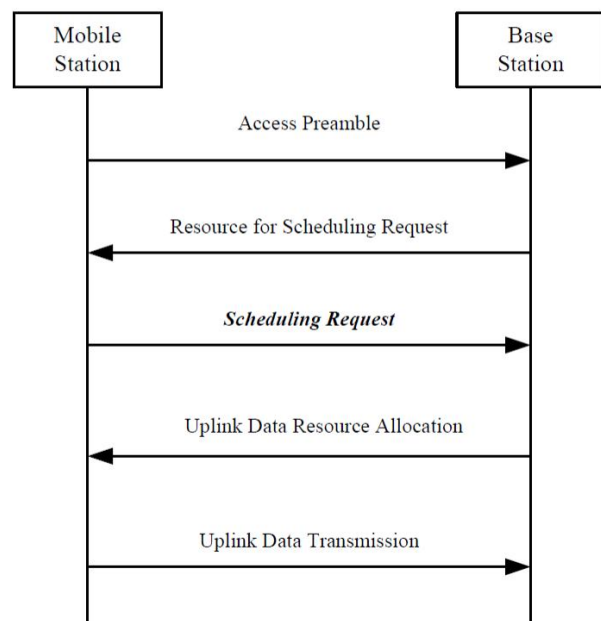 Mobile
Station
Base
Station
Access Preamble
Resource for Scheduling Request
Scheduling Request
Uplink Data Resource Allocation
Uplink Data Transmission